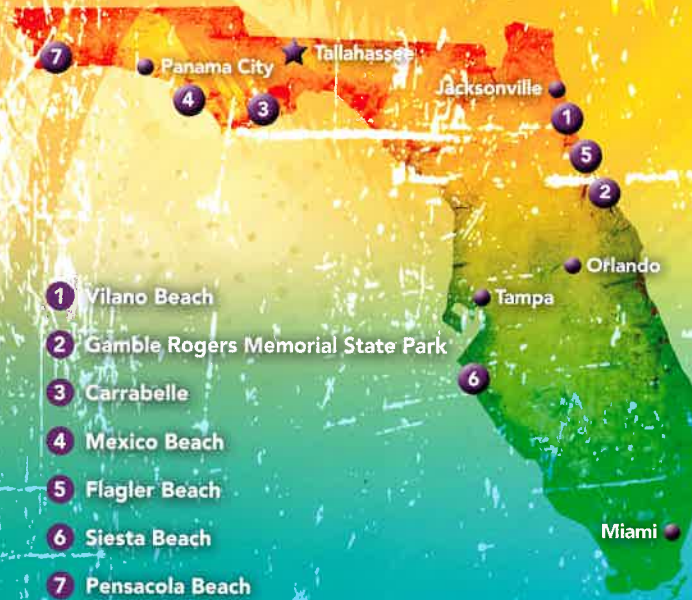 7
Panama City
Tallahassee
4
3
Jacksonville
1
5
2
Orlando
Tampa
6
Miami
1 Vilano Beach
2 Gamble Rogers Memorial State Park
3 Carrabelle
4 Mexico Beach
5 Flagler Beach
6 Siesta Beach
7 Pensacola Beach